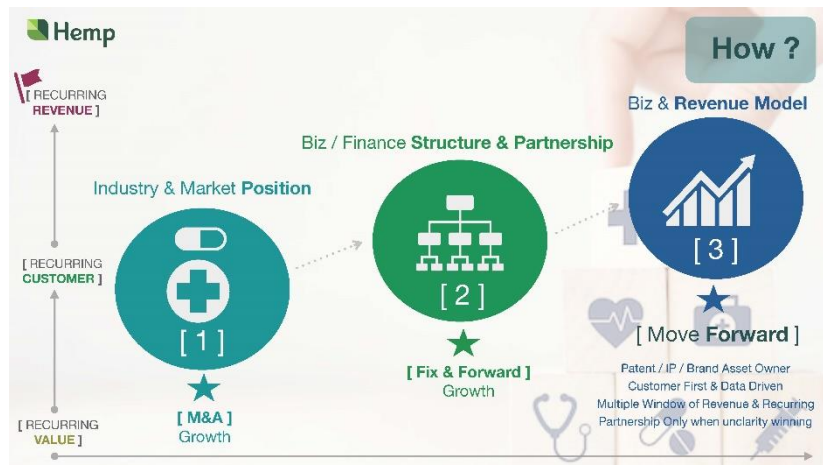 Hemp
How ?
[ RECURRING
REVENUE ]
Biz & Revenue Model
Biz / Finance Structure & Partnership
Industry & Market Position
[ RECURRING
CUSTOMER ]
[ 1 ]
[ 2 ]
[ 3 ]
[ M&A ]
Growth
[ Fix & Forward ]
Growth
[ Move Forward ]
Patent / IP / Brand Asset Owner
Customer First & Data Driven
Multiple Window of Revenue & Recurring
Partnership Only when unclarity winning
[ RECURRING
VALUE ]